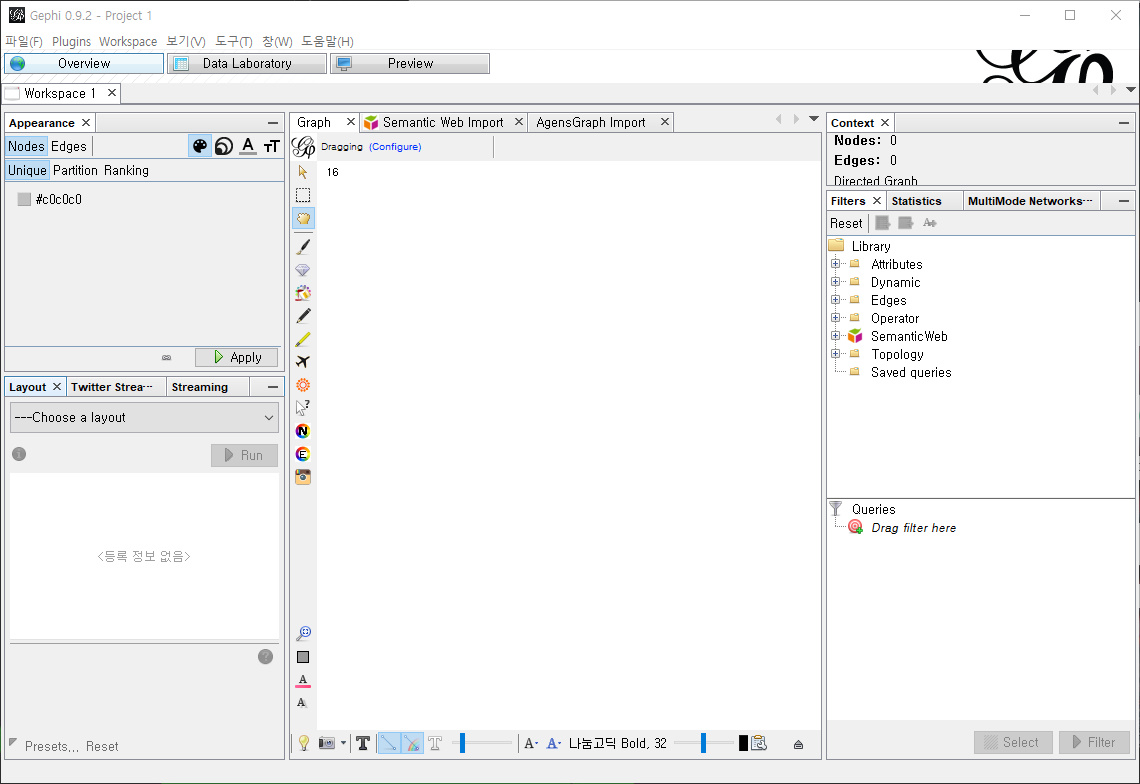 Gephi 0.9.2 - Project 1
파일(F) Plugins Workspace 보기(V) 도구(T) 창(W) 도움말(H)
Overview Data Laboratory Preview
Workspace 1
Appearance
Nodes Edges
Unique Partition Ranking
#c0c0c0
Apply
Layout Twitter Strea··· Streaming
---Choose a layout
Run
<등록 정보 없음>
Presets... Reset
Graph Semantic Web Import AgensGraph Import
Dragging (Configure)
16
나눔고딕 Bold, 32
Context
Nodes: 0
Edges: 0
Directed Graph
Filters Statistics MultiMode Networks···
Reset
Library
Attributes
Dynamic
Edges
Operator
SemanticWeb
Topology
Saved queries
Queries
Drag filter here
Select Filter